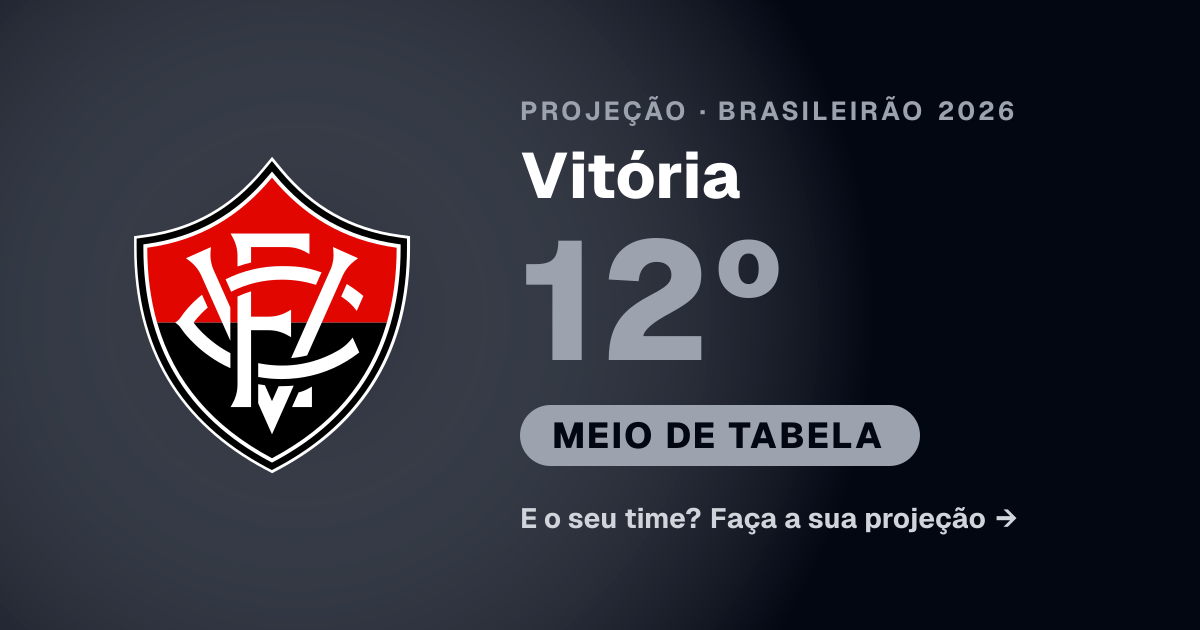 PROJEÇÃO · BRASILEIRÃO 2026
Vitória
12º
MEIO DE TABELA
E o seu time? Faça a sua projeção →